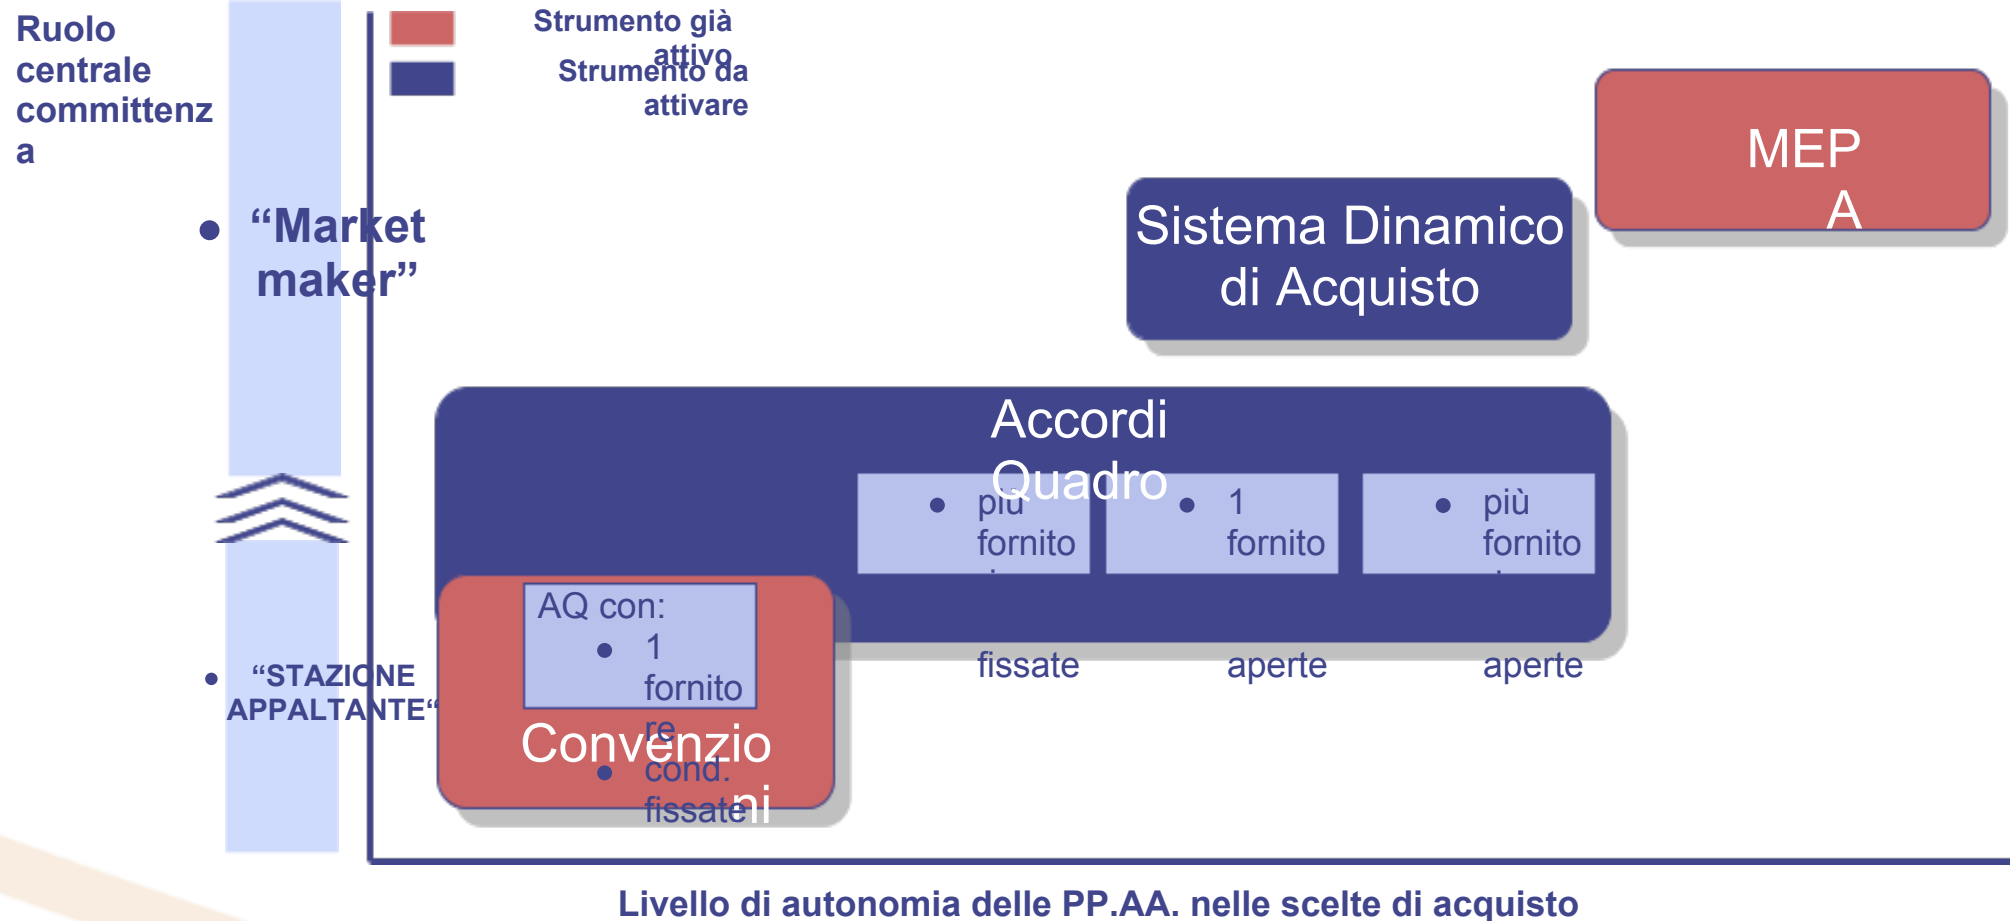 Ruolo
centrale
committenz
a
Strumento già
attivo
Strumento da
attivare
MEP
A
● “Market
maker”
Sistema Dinamico
di Acquisto
Accordi
Quadro
● più
fornito
fissate
● 1
fornito
aperte
● più
fornito
aperte
● “STAZIONE
APPALTANTE“
AQ con:
● 1
fornito
re
● cond.
fissate
Convenzio
ni
Livello di autonomia delle PP.AA. nelle scelte di acquisto